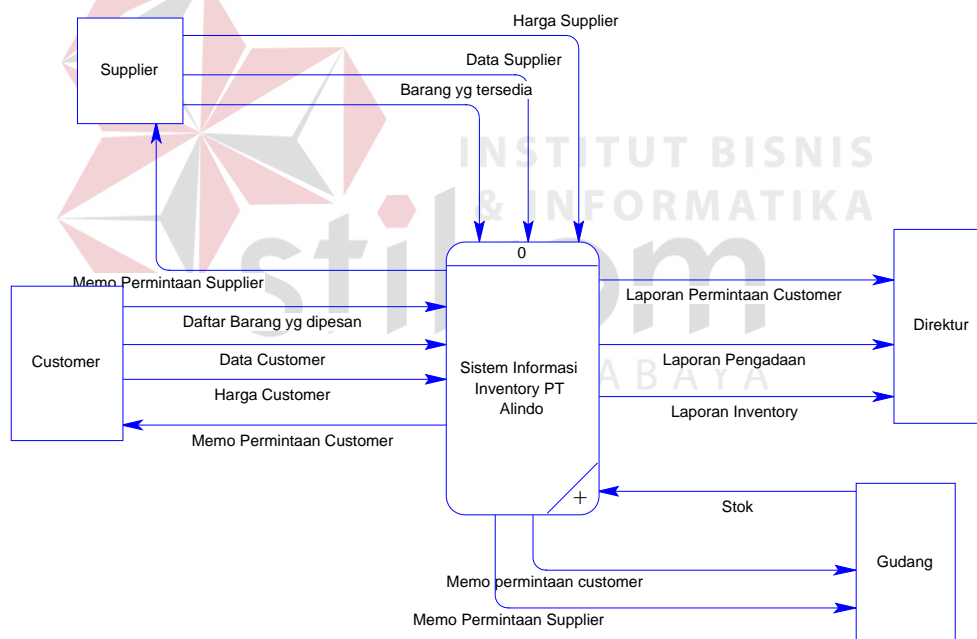 Harga Supplier
Supplier
Data Supplier
Barang yg tersedia
INSTITUT BISNIS
& INFORMATIKA
stikom
SURABAYA
0
Memo Permintaan Supplier
Laporan Permintaan Customer
Daftar Barang yg dipesan
Direktur
Customer
Data Customer
Sistem Informasi
Inventory PT
Alindo
Laporan Pengadaan
Harga Customer
Laporan Inventory
Memo Permintaan Customer
+
Stok
Gudang
Memo permintaan customer
Memo Permintaan Supplier